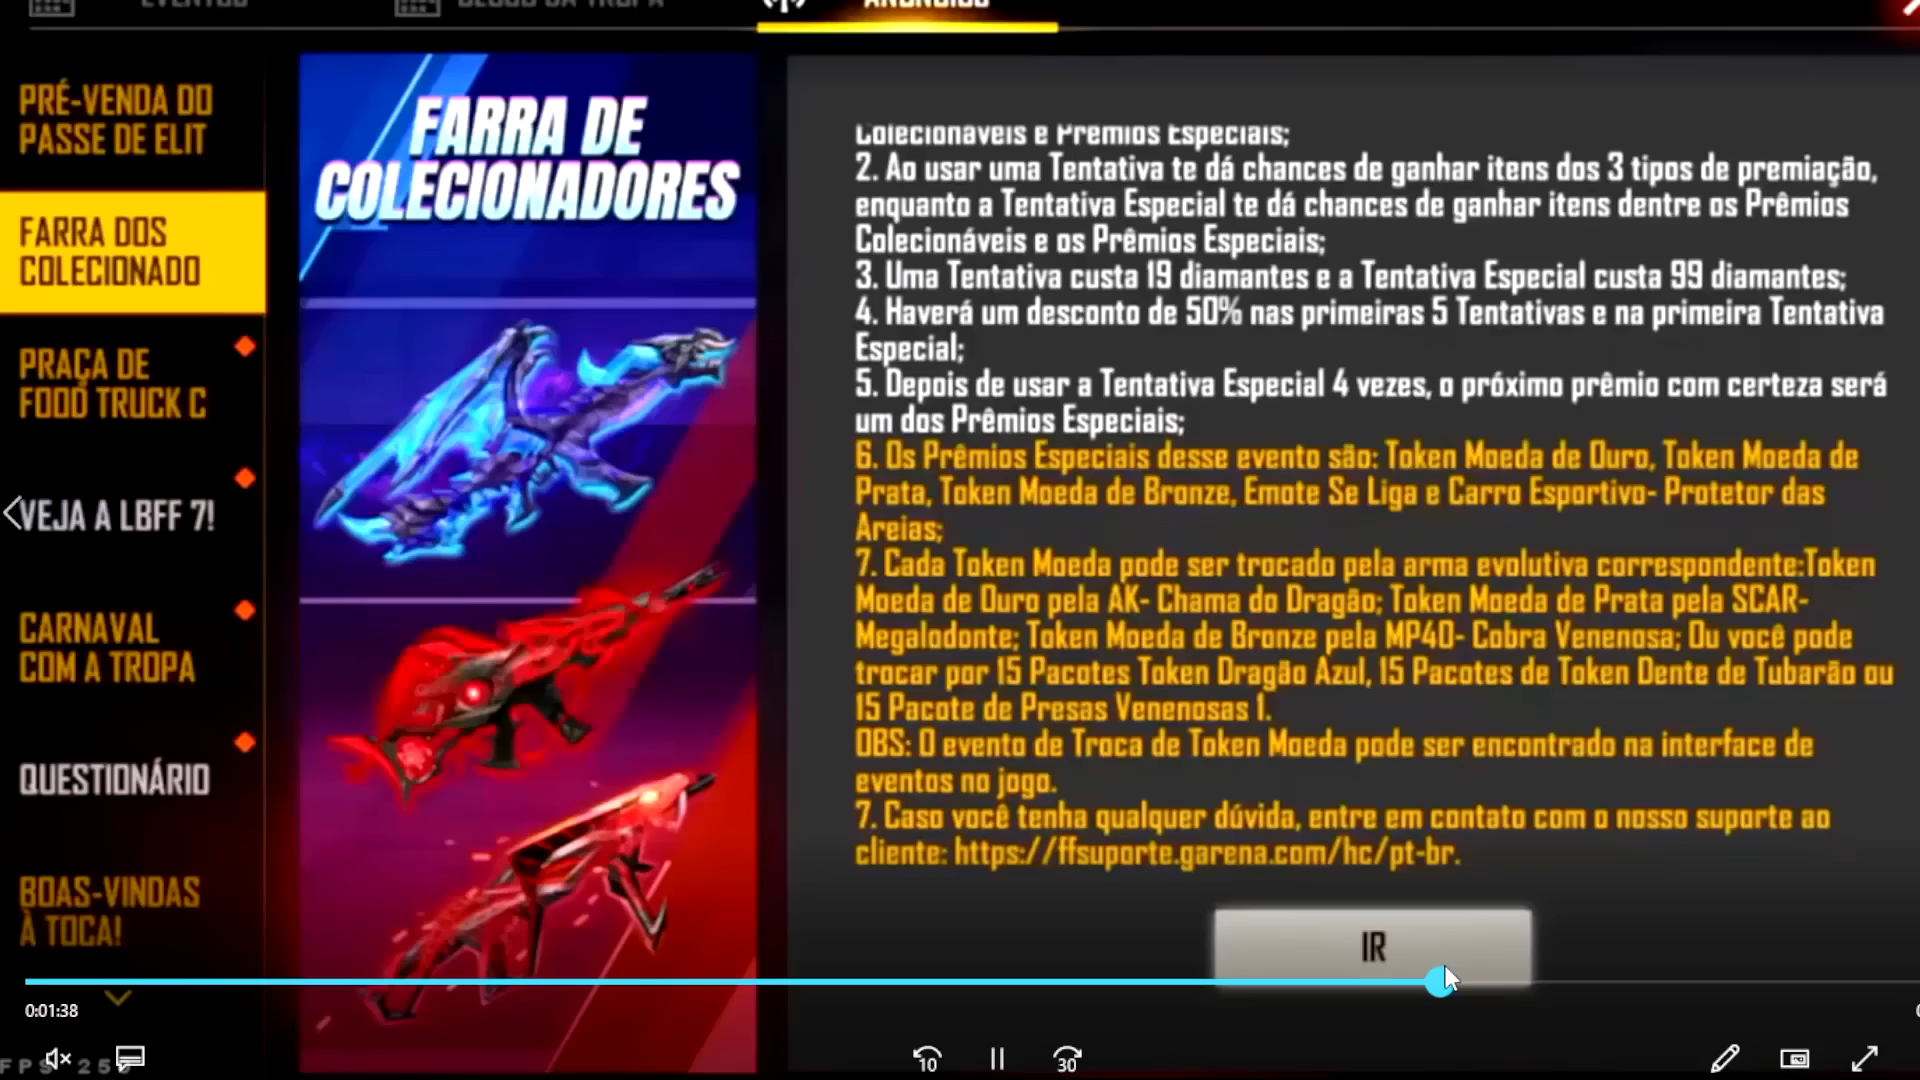 EVENTOS
ANÚNCIOS
PRÉ-VENDA DO
PASSE DE ELIT
FARRA DOS
COLECIONADO
PRAÇA DE
FOOD TRUCK C
VEJA A LBFF 7!
CARNAVAL
COM A TROPA
QUESTIONÁRIO
BOAS-VINDAS
À TOCA!
FARRA DE
COLECIONADORES
Colecionáveis e Prêmios Especiais;
2. Ao usar uma Tentativa te dá chances de ganhar itens dos 3 tipos de premiação,
enquanto a Tentativa Especial te dá chances de ganhar itens dentre os Prêmios
Colecionáveis e os Prêmios Especiais;
3. Uma Tentativa custa 19 diamantes e a Tentativa Especial custa 99 diamantes;
4. Haverá um desconto de 50% nas primeiras 5 Tentativas e na primeira Tentativa
Especial;
5. Depois de usar a Tentativa Especial 4 vezes, o próximo prêmio com certeza será
um dos Prêmios Especiais;
6. Os Prêmios Especiais desse evento são: Token Moeda de Ouro, Token Moeda de
Prata, Token Moeda de Bronze, Emote Se Liga e Carro Esportivo- Protetor das
Areias;
7. Cada Token Moeda pode ser trocado pela arma evolutiva correspondente:Token
Moeda de Ouro pela AK- Chama do Dragão; Token Moeda de Prata pela SCAR-
Megalodonte; Token Moeda de Bronze pela MP40- Cobra Venenosa; Ou você pode
trocar por 15 Pacotes Token Dragão Azul, 15 Pacotes de Token Dente de Tubarão ou
15 Pacote de Presas Venenosas 1.
OBS: O evento de Troca de Token Moeda pode ser encontrado na interface de
eventos no jogo.
7. Caso você tenha qualquer dúvida, entre em contato com o nosso suporte ao
cliente: https://ffsuporte.garena.com/hc/pt-br.
IR
0:01:38
10
30